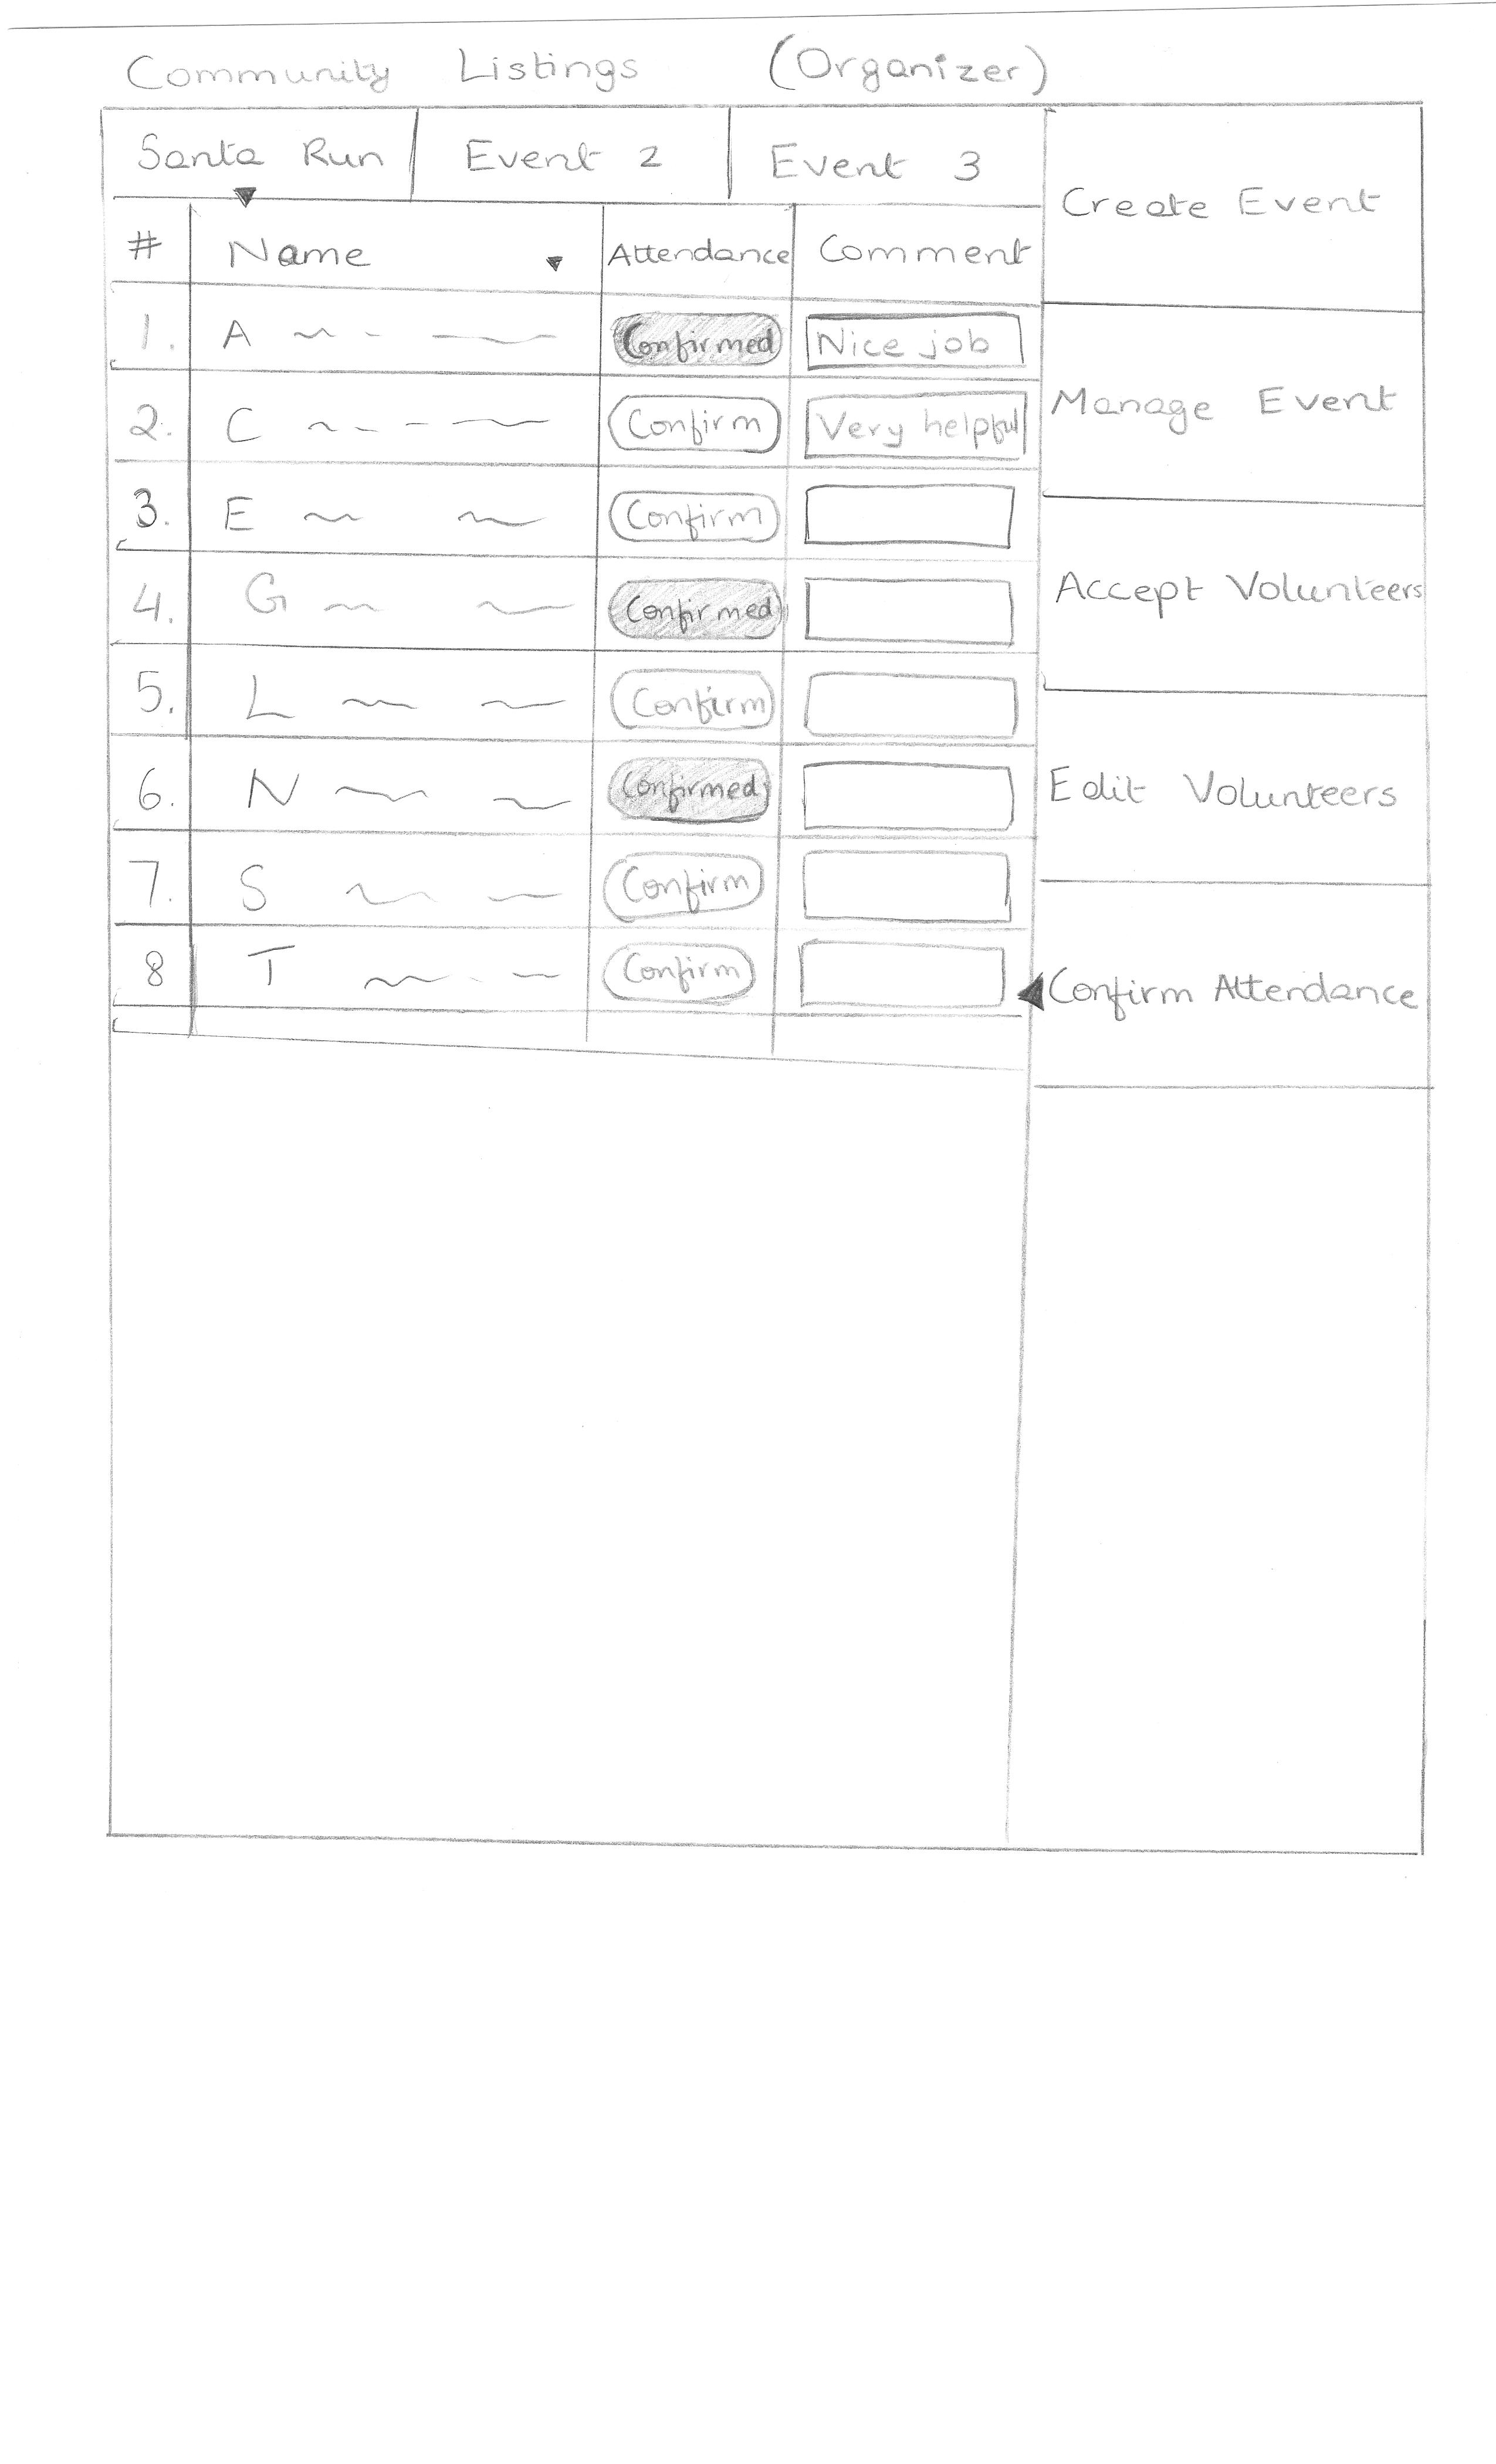 Community Listings (Organizer)
Santa Run Event 2 Event 3
Create Event
# Name Attendance Comment
1. A Confirmed Nice job
Manage Event
2. C Confirm Very helpful
3. E Confirm
Accept Volunteers
4. G Confirmed
5. L Confirm
Edit Volunteers
6. N Confirmed
7. S Confirm
8 T Confirm
Confirm Attendance